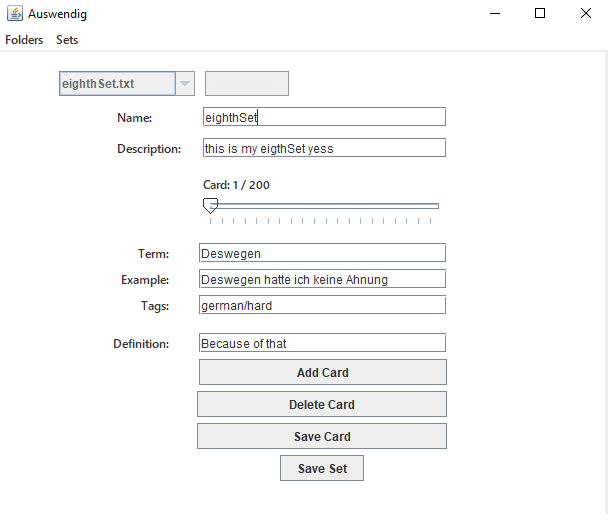 Auswendig
Folders Sets
eighthSet.txt
Name: eighthSet
Description: this is my eigthSet yess
Card: 1 / 200
Term: Deswegen
Example: Deswegen hatte ich keine Ahnung
Tags: german/hard
Definition: Because of that
Add Card
Delete Card
Save Card
Save Set